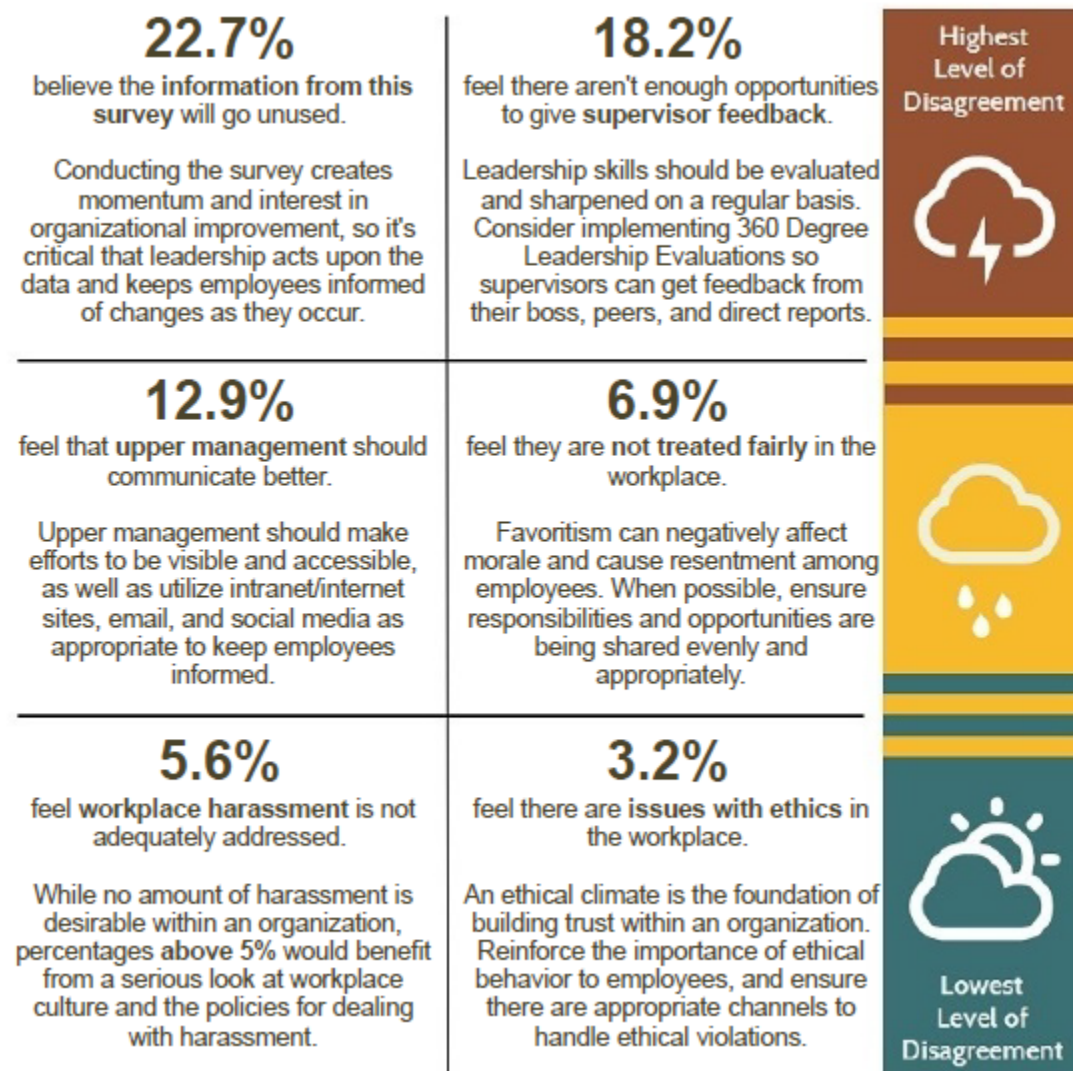 22.7%
believe the information from this
survey will go unused.
Conducting the survey creates
momentum and interest in
organizational improvement, so it's
critical that leadership acts upon the
data and keeps employees informed
of changes as they occur.
18.2%
feel there aren't enough opportunities
to give supervisor feedback.
Leadership skills should be evaluated
and sharpened on a regular basis.
Consider implementing 360 Degree
Leadership Evaluations so
supervisors can get feedback from
their boss, peers, and direct reports.
Highest
Level of
Disagreement
12.9%
feel that upper management should
communicate better.
Upper management should make
efforts to be visible and accessible,
as well as utilize intranet/internet
sites, email, and social media as
appropriate to keep employees
informed.
6.9%
feel they are not treated fairly in the
workplace.
Favoritism can negatively affect
morale and cause resentment among
employees. When possible, ensure
responsibilities and opportunities are
being shared evenly and
appropriately.
5.6%
feel workplace harassment is not
adequately addressed.
While no amount of harassment is
desirable within an organization,
percentages above 5% would benefit
from a serious look at workplace
culture and the policies for dealing
with harassment.
3.2%
feel there are issues with ethics in
the workplace.
An ethical climate is the foundation of
building trust within an organization.
Reinforce the importance of ethical
behavior to employees, and ensure
there are appropriate channels to
handle ethical violations.
Lowest
Level of
Disagreement